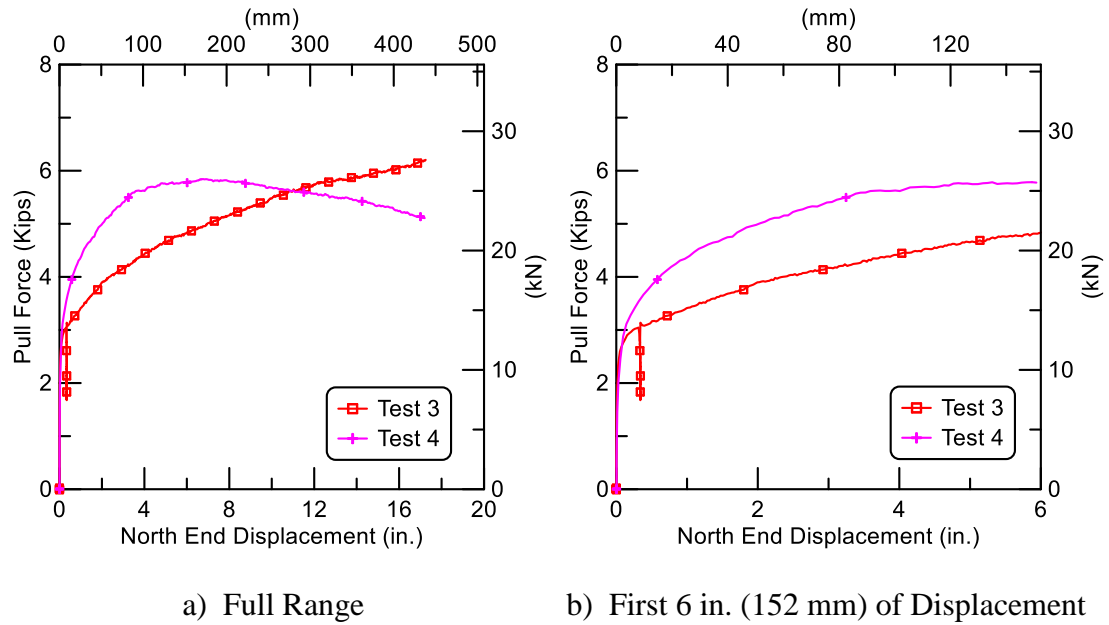 (mm)
0 100 200 300 400 500
8
6
4
2
0
Pull Force (Kips)
30
20
10
0
(kN)
Test 3
Test 4
0 4 8 12 16 20
North End Displacement (in.)
a) Full Range
(mm)
0 40 80 120
8
6
4
2
0
Pull Force (Kips)
30
20
10
0
(kN)
Test 3
Test 4
0 2 4 6
North End Displacement (in.)
b) First 6 in. (152 mm) of Displacement